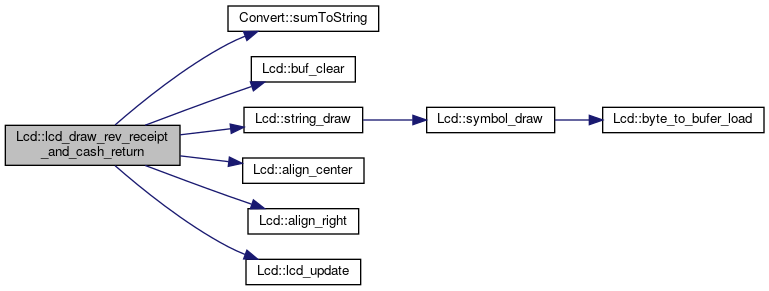 Convert::sumToString
Lcd::buf_clear
Lcd::lcd_draw_rev_receipt
_and_cash_return
Lcd::string_draw
Lcd::symbol_draw
Lcd::byte_to_bufer_load
Lcd::align_center
Lcd::align_right
Lcd::lcd_update